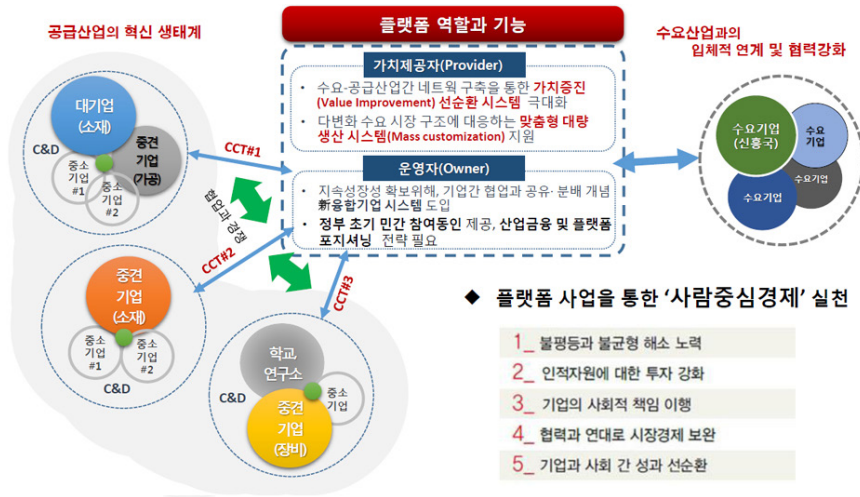 공급산업의 혁신 생태계
대기업
(소재)
C&D
중견
기업
(가공)
중소
기업
#1
중소
기업
#2
중견
기업
(소재)
중소
기업
#1
중소
기업
#2
C&D
학교,
연구소
C&D
중소
기업
중견
기업
(장비)
CCT#1
협업과 경쟁
CCT#2
CCT#3
플랫폼 역할과 기능
가치제공자(Provider)
• 수요-공급산업간 네트웍 구축을 통한 가치증진
(Value Improvement) 선순환 시스템 극대화
• 다변화 수요 시장 구조에 대응하는 맞춤형 대량
생산 시스템(Mass customization) 지원
운영자(Owner)
• 지속성장성 확보위해, 기업간 협업과 공유· 분배 개념
新융합기업 시스템 도입
• 정부 초기 민간 참여동인 제공, 산업금융 및 플랫폼
포지셔닝 전략 필요
수요산업과의
입체적 연계 및 협력강화
수요기업
(신흥국)
수요
기업
수요기업
수요기업
◆ 플랫폼 사업을 통한 ‘사람중심경제’ 실천
1_ 불평등과 불균형 해소 노력
2_ 인적자원에 대한 투자 강화
3_ 기업의 사회적 책임 이행
4_ 협력과 연대로 시장경제 보완
5_ 기업과 사회 간 성과 선순환